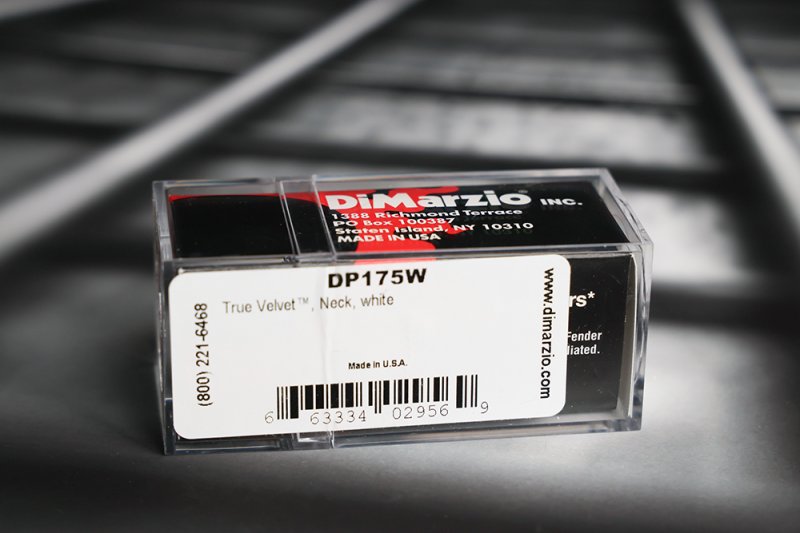 DiMarzio® INC.
1388 Richmond Terrace
PO Box 100387
Staten Island, NY 10310
MADE IN USA
DP175W
True Velvet™, Neck, white
(800) 221-6468
www.dimarzio.com
Made in U.S.A.
6 63334 02956 9
rs*
Fender
liated.